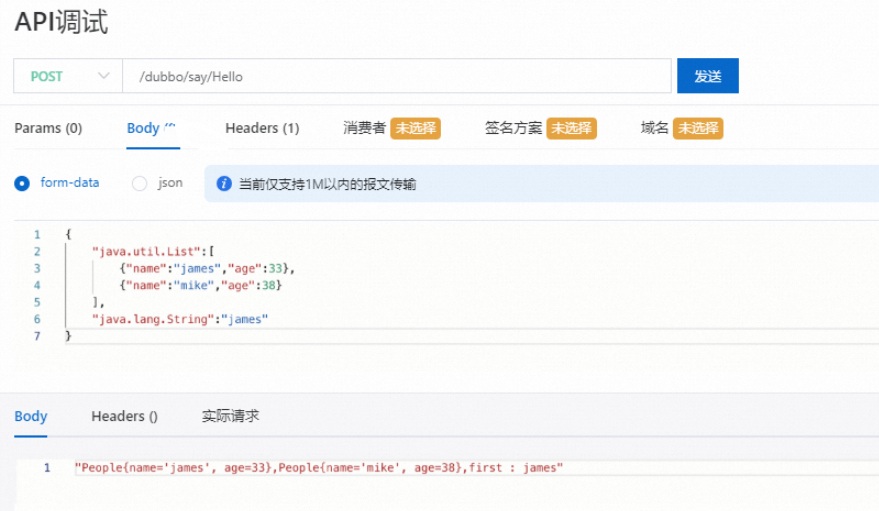 API调试
POST /dubbo/say/Hello 发送
Params (0) Body Headers (1) 消费者 未选择 签名方案 未选择 域名 未选择
form-data json 当前仅支持1M以内的报文传输
1 {
2 "java.util.List":[
3 {"name":"james","age":33},
4 {"name":"mike","age":38}
5 ],
6 "java.lang.String":"james"
7 }
Body Headers () 实际请求
1 "People{name='james', age=33},People{name='mike', age=38},first : james"